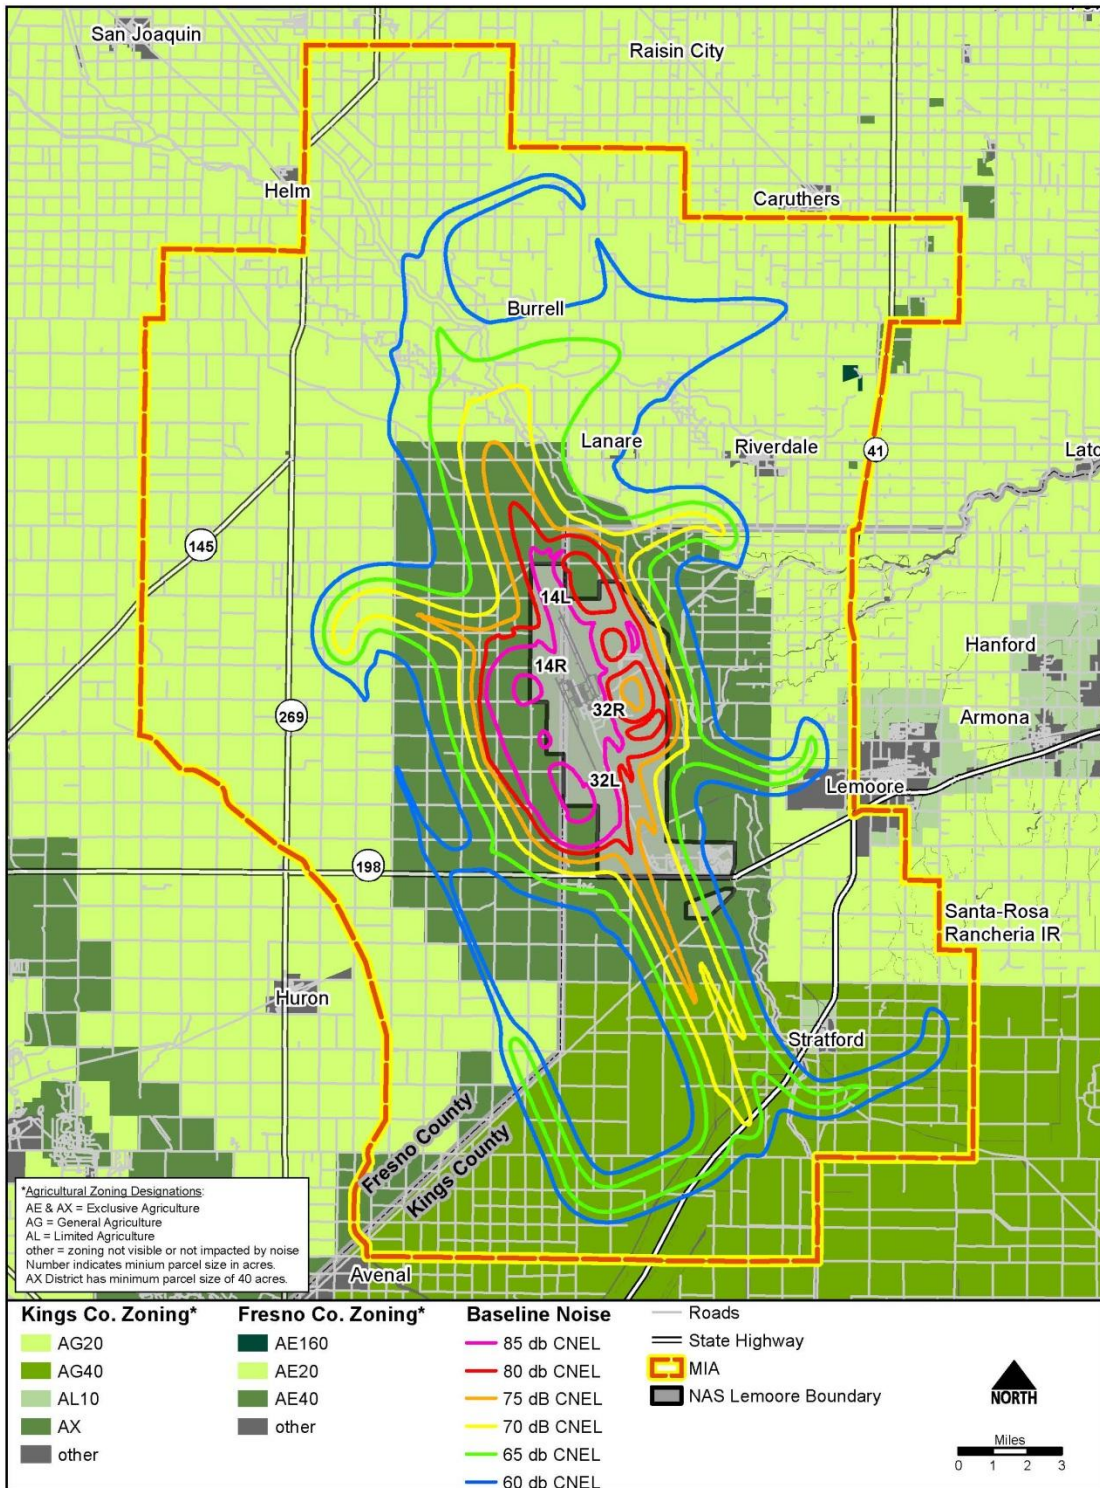 San Joaquin
Raisin City
Helm
Caruthers
Burrell
Lanare
Riverdale
41
145
14L
Hanford
14R
269
32R
Armona
32L
Lemoore
198
Santa-Rosa
Rancheria IR
Huron
Stratford
Fresno County
Kings County
*Agricultural Zoning Designations:
AE & AX = Exclusive Agriculture
AG = General Agriculture
AL = Limited Agriculture
other = zoning not visible or not impacted by noise
Number indicates minium parcel size in acres.
AX District has minimum parcel size of 40 acres.
Avenal
Kings Co. Zoning*
AG20
AG40
AL10
AX
other
Fresno Co. Zoning*
AE160
AE20
AE40
other
Baseline Noise
85 db CNEL
80 db CNEL
75 dB CNEL
70 dB CNEL
65 db CNEL
60 db CNEL
Roads
State Highway
MIA
NAS Lemoore Boundary
NORTH
Miles
0 1 2 3